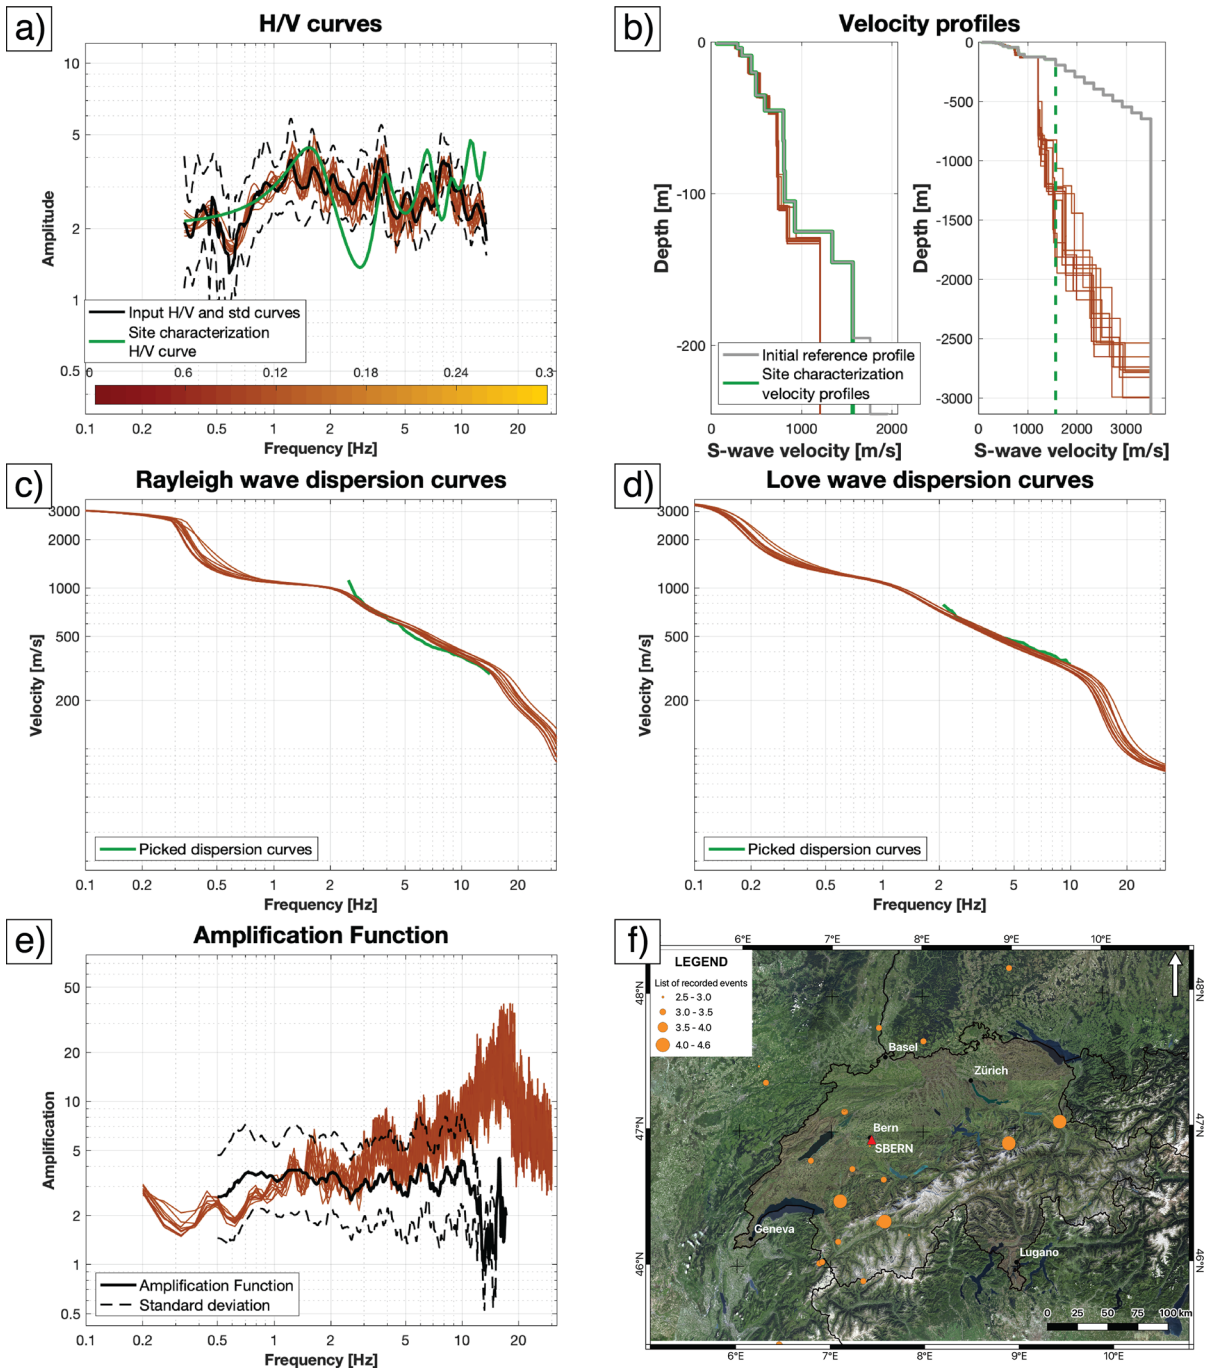 a)
H/V curves
10
5
2
1
0.5
Amplitude
Input H/V and std curves
Site characterization
H/V curve
0 0.6 0.12 0.18 0.24 0.3
0.1 0.2 0.5 1 2 5 10 20
Frequency [Hz]
b)
Velocity profiles
0
-100
-200
Depth [m]
Initial reference profile
Site characterization
velocity profiles
0 1000 2000
S-wave velocity [m/s]
0
-500
-1000
-1500
-2000
-2500
-3000
Depth [m]
0 1000 2000 3000
S-wave velocity [m/s]
c)
Rayleigh wave dispersion curves
3000
2000
1000
500
200
Velocity [m/s]
Picked dispersion curves
0.1 0.2 0.5 1 2 5 10 20
Frequency [Hz]
d)
Love wave dispersion curves
3000
2000
1000
500
200
Velocity [m/s]
Picked dispersion curves
0.1 0.2 0.5 1 2 5 10 20
Frequency [Hz]
e)
Amplification Function
50
20
10
5
2
1
0.5
Amplification
Amplification Function
Standard deviation
0.1 0.2 0.5 1 2 5 10 20
Frequency [Hz]
f)
6°E 7°E 8°E 9°E 10°E
LEGEND
List of recorded events
2.5 - 3.0
3.0 - 3.5
3.5 - 4.0
4.0 - 4.6
48°N
48°N
Basel
Zürich
47°N
Bern
47°N
SBERN
Geneva
Lugano
46°N
46°N
0 25 50 75 100 km
6°E 7°E 8°E 9°E 10°E